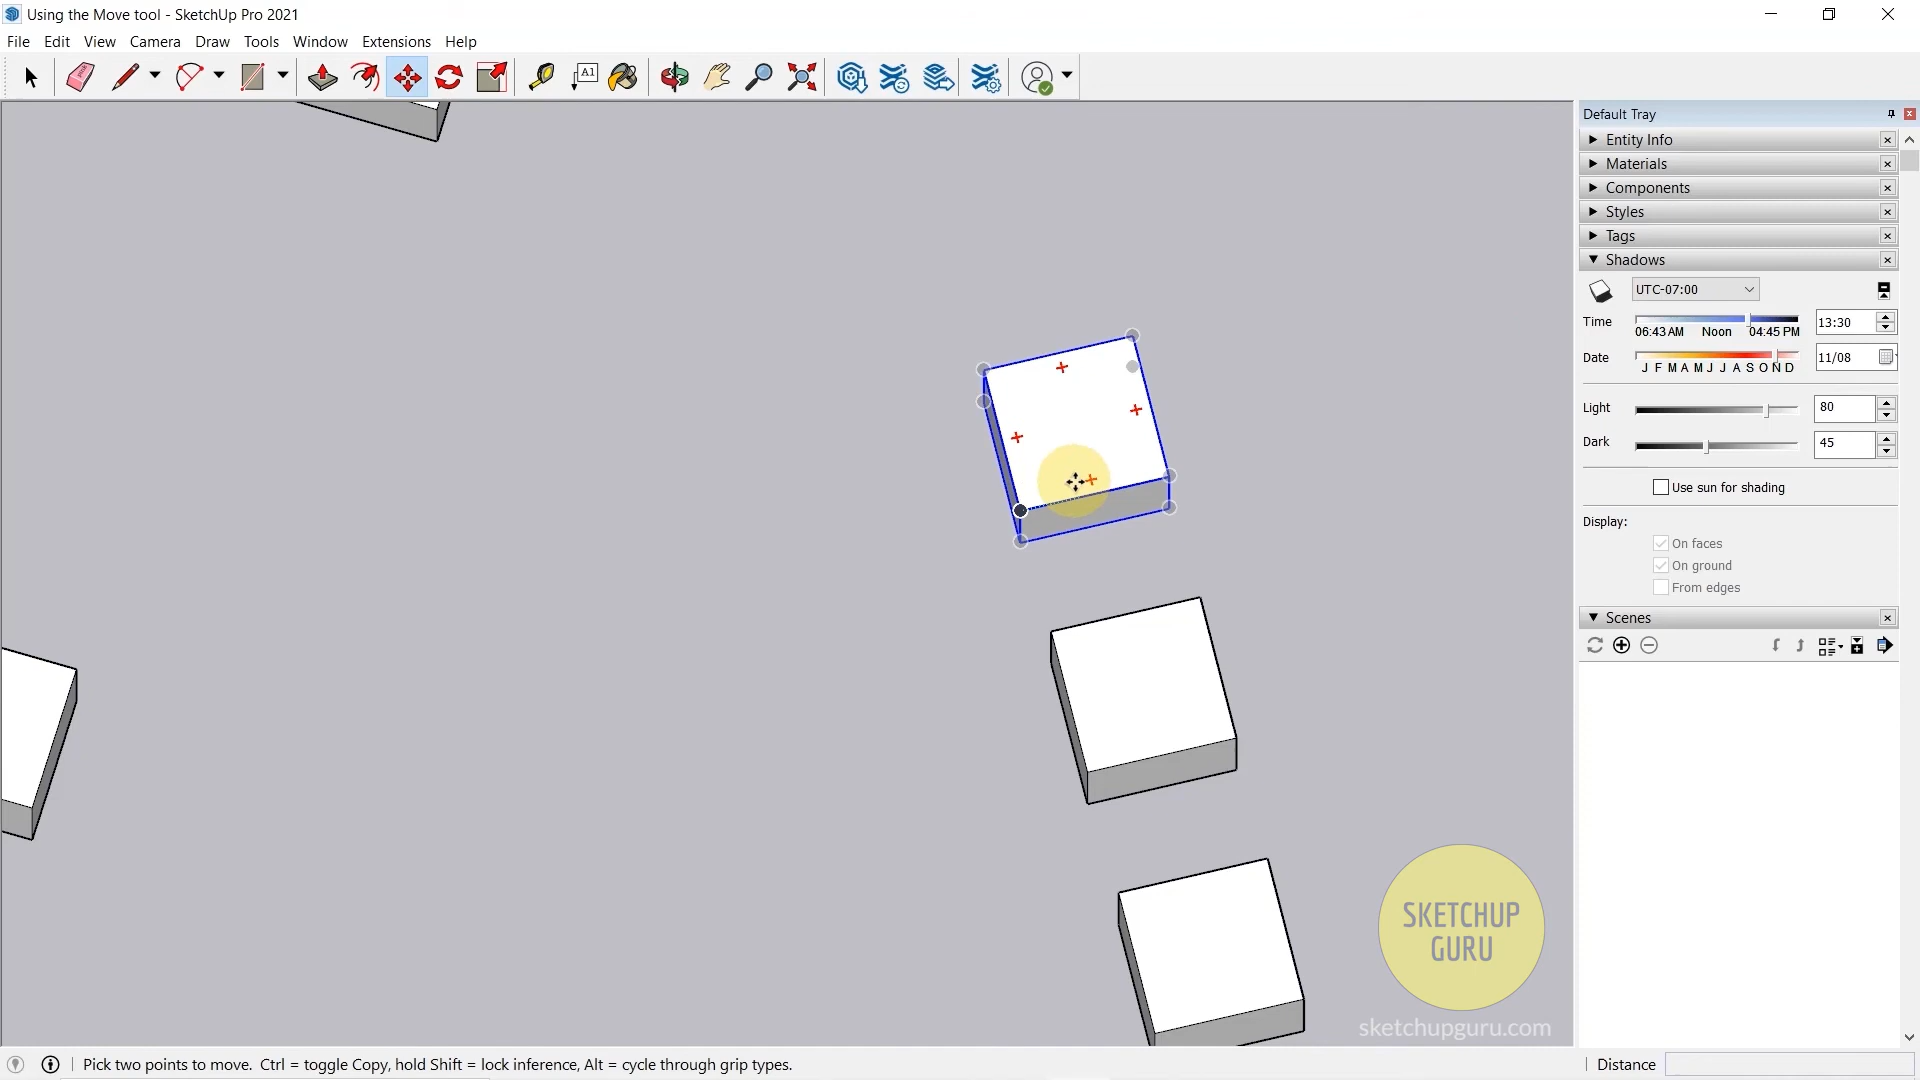 Using the Move tool - SketchUp Pro 2021
File Edit View Camera Draw Tools Window Extensions Help
A1
Default Tray
Entity Info
Materials
Components
Styles
Tags
Shadows
UTC-07:00
Time
06:43 AM Noon 04:45 PM
13:30
Date
J F M A M J J A S O N D
11/08
Light
80
Dark
45
Use sun for shading
Display:
On faces
On ground
From edges
Scenes
SKETCHUP
GURU
sketchupguru.com
Pick two points to move. Ctrl = toggle Copy, hold Shift = lock inference, Alt = cycle through grip types.
Distance